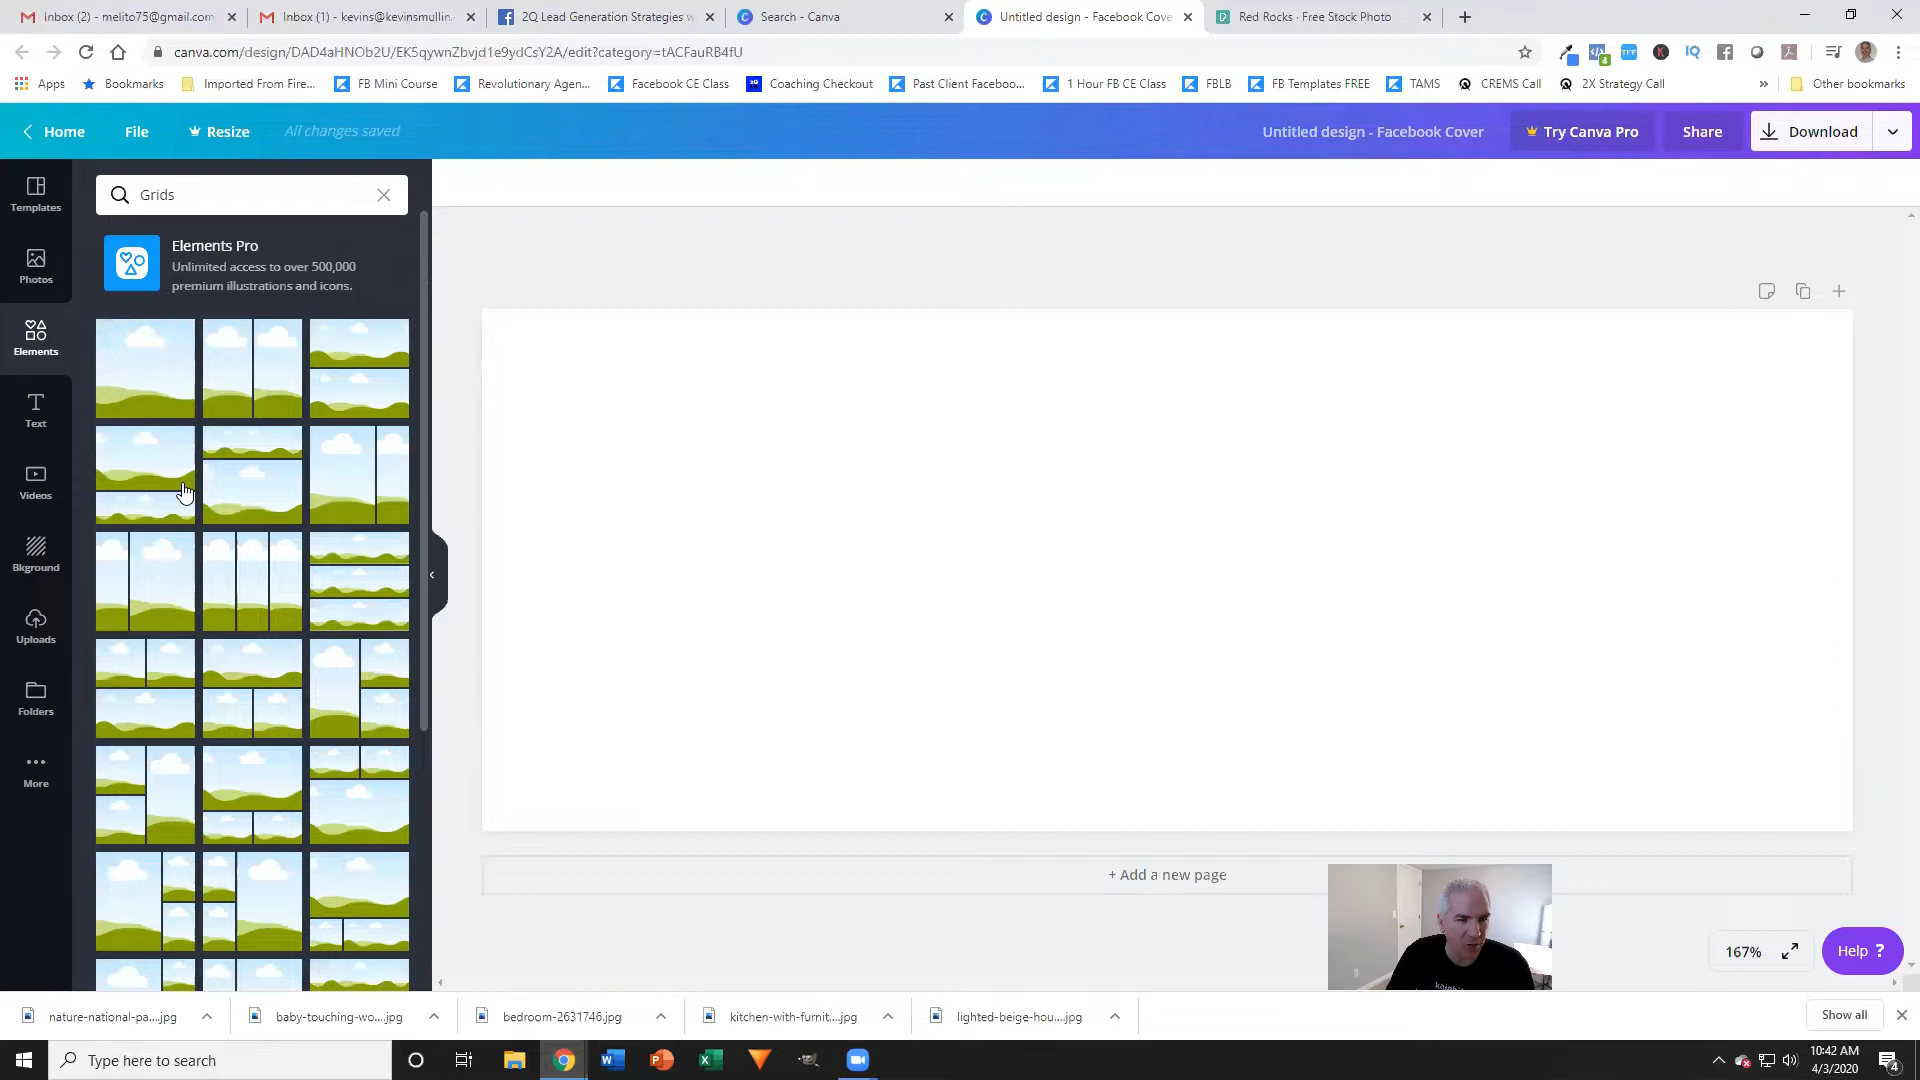 Inbox (2) - melito75@gmail.com
Inbox (1) - kevins@kevinsmullin.
2Q Lead Generation Strategies w
Search - Canva
Untitled design - Facebook Cove
Red Rocks · Free Stock Photo
canva.com/design/DAD4aHNOb2U/EK5qywnZbvjd1e9ydCsY2A/edit?category=tACFauRB4fU
Apps
Bookmarks
Imported From Fire...
FB Mini Course
Revolutionary Agen...
Facebook CE Class
Coaching Checkout
Past Client Faceboo...
1 Hour FB CE Class
FBLB
FB Templates FREE
TAMS
CREMS Call
2X Strategy Call
»
Other bookmarks
Home
File
Resize
All changes saved
Untitled design - Facebook Cover
Try Canva Pro
Share
Download
Templates
Photos
Elements
Text
Videos
Bkground
Uploads
Folders
More
Grids
Elements Pro
Unlimited access to over 500,000
premium illustrations and icons.
+ Add a new page
167%
Help ?
nature-national-pa....jpg
baby-touching-wo....jpg
bedroom-2631746.jpg
kitchen-with-furnit....jpg
lighted-beige-hou....jpg
Show all
Type here to search
10:42 AM
4/3/2020
4